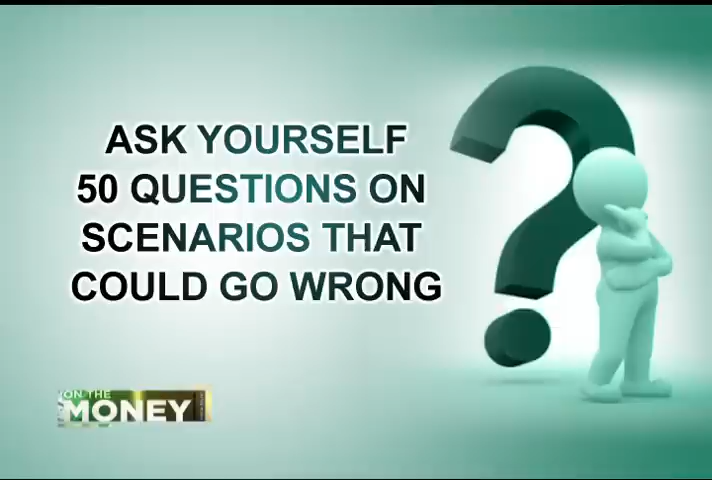 ASK YOURSELF
50 QUESTIONS ON
SCENARIOS THAT
COULD GO WRONG
ON THE
MONEY